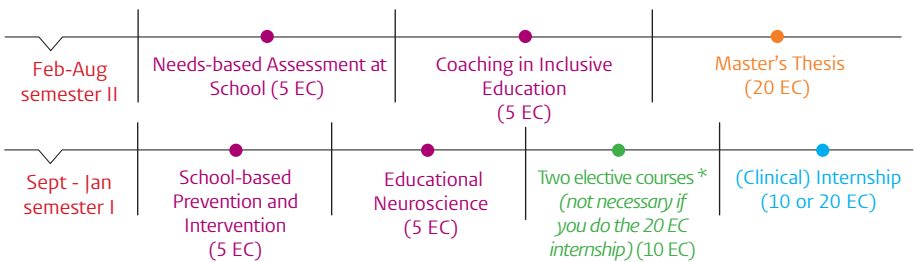 Feb-Aug
semester II
Needs-based Assessment at
School (5 EC)
Coaching in Inclusive
Education
(5 EC)
Master's Thesis
(20 EC)
Sept - Jan
semester I
School-based
Prevention and
Intervention
(5 EC)
Educational
Neuroscience
(5 EC)
Two elective courses *
(not necessary if
you do the 20 EC
internship) (10 EC)
(Clinical) Internship
(10 or 20 EC)